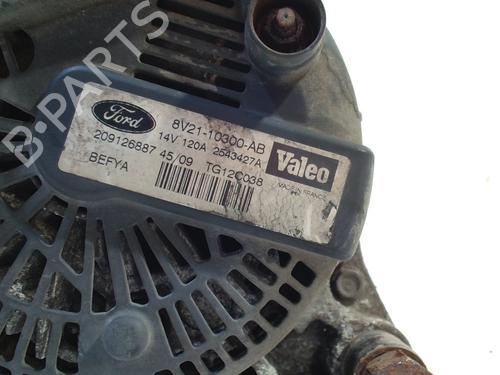 B-PARTS
Ford
8V21-10300-AB
14V 120A 2543427A
209126887 45/09 TG12C038
BEFYA
Valeo
MADE IN FRANCE